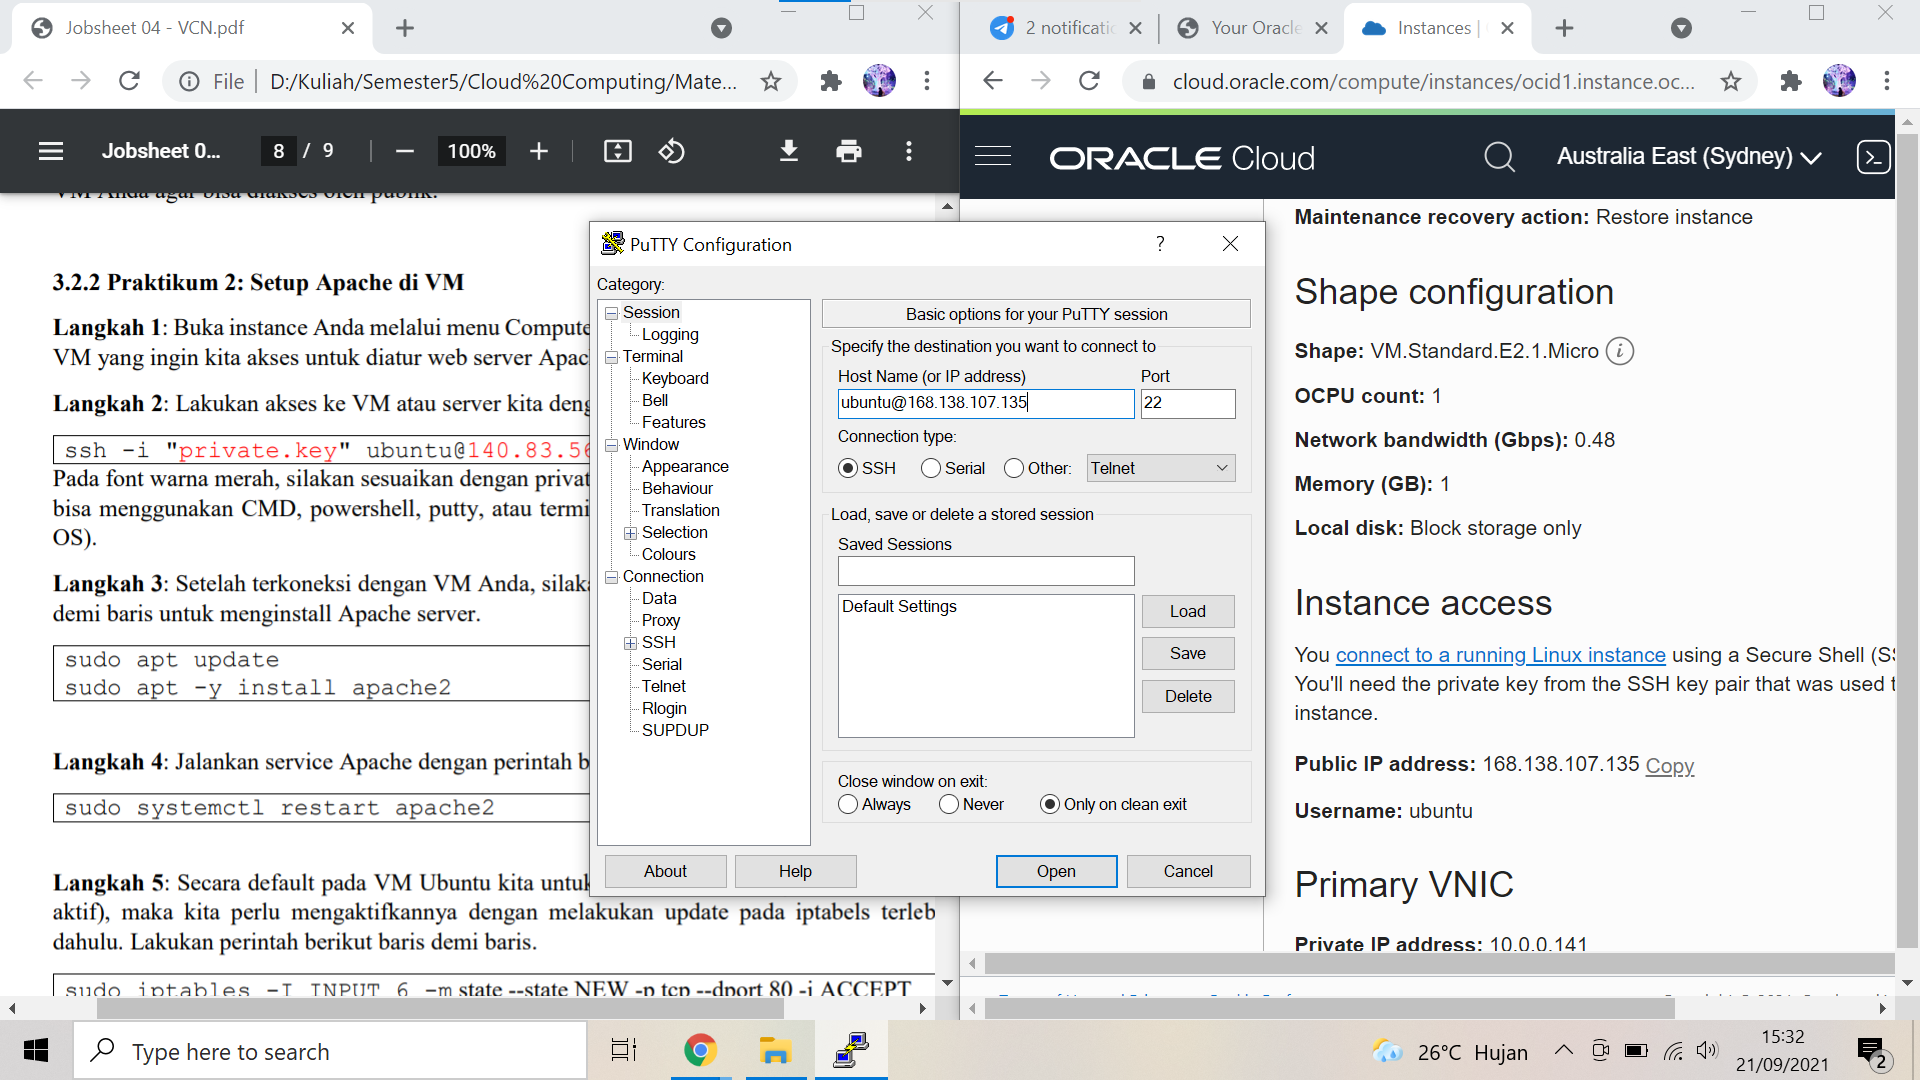 Jobsheet 04 - VCN.pdf
File
D:/Kuliah/Semester5/Cloud%20Computing/Mate...
Jobsheet 0...
8 / 9
100%
VM Anda agar bisa diakses oleh publik.
3.2.2 Praktikum 2: Setup Apache di VM
Langkah 1: Buka instance Anda melalui menu Compute
VM yang ingin kita akses untuk diatur web server Apac
Langkah 2: Lakukan akses ke VM atau server kita deng
ssh -i "private.key" ubuntu@140.83.56
Pada font warna merah, silakan sesuaikan dengan privat
bisa menggunakan CMD, powershell, putty, atau termi
OS).
Langkah 3: Setelah terkoneksi dengan VM Anda, silak
demi baris untuk menginstall Apache server.
sudo apt update
sudo apt -y install apache2
Langkah 4: Jalankan service Apache dengan perintah b
sudo systemctl restart apache2
Langkah 5: Secara default pada VM Ubuntu kita untuk
aktif), maka kita perlu mengaktifkannya dengan melakukan update pada iptabels terleb
dahulu. Lakukan perintah berikut baris demi baris.
sudo iptables -I INPUT 6 -m state --state NEW -p tcp --dport 80 -j ACCEPT
PuTTY Configuration
?
Category:
Session
Logging
Terminal
Keyboard
Bell
Features
Window
Appearance
Behaviour
Translation
Selection
Colours
Connection
Data
Proxy
SSH
Serial
Telnet
Rlogin
SUPDUP
Basic options for your PuTTY session
Specify the destination you want to connect to
Host Name (or IP address) Port
ubuntu@168.138.107.135 22
Connection type:
SSH Serial Other: Telnet
Load, save or delete a stored session
Saved Sessions
Default Settings
Load
Save
Delete
Close window on exit:
Always Never Only on clean exit
About Help Open Cancel
2 notificatio
Your Oracle
Instances |
cloud.oracle.com/compute/instances/ocid1.instance.oc...
ORACLE Cloud
Australia East (Sydney)
Maintenance recovery action: Restore instance
Shape configuration
Shape: VM.Standard.E2.1.Micro
OCPU count: 1
Network bandwidth (Gbps): 0.48
Memory (GB): 1
Local disk: Block storage only
Instance access
You connect to a running Linux instance using a Secure Shell (SS
You'll need the private key from the SSH key pair that was used t
instance.
Public IP address: 168.138.107.135 Copy
Username: ubuntu
Primary VNIC
Private IP address: 10.0.0.141
Type here to search
26°C Hujan
15:32
21/09/2021
2